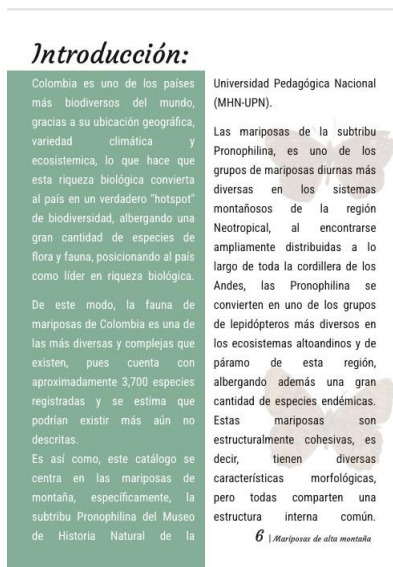 Introducción:
Colombia es uno de los países
más biodiversos del mundo,
gracias a su ubicación geográfica,
variedad climática y
ecosistemica, lo que hace que
esta riqueza biológica convierta
al país en un verdadero "hotspot"
de biodiversidad, albergando una
gran cantidad de especies de
flora y fauna, posicionando al país
como líder en riqueza biológica.
De este modo, la fauna de
mariposas de Colombia es una de
las más diversas y complejas que
existen, pues cuenta con
aproximadamente 3,700 especies
registradas y se estima que
podrían existir más aún no
descritas.
Es así como, este catálogo se
centra en las mariposas de
montaña, específicamente, la
subtribu Pronophilina del Museo
de Historia Natural de la
Universidad Pedagógica Nacional
(MHN-UPN).
Las mariposas de la subtribu
Pronophilina, es uno de los
grupos de mariposas diurnas más
diversas en los sistemas
montañosos de la región
Neotropical, al encontrarse
ampliamente distribuidas a lo
largo de toda la cordillera de los
Andes, las Pronophilina se
convierten en uno de los grupos
de lepidópteros más diversos en
los ecosistemas altoandinos y de
páramo de esta región,
albergando además una gran
cantidad de especies endémicas.
Estas mariposas son
estructuralmente cohesivas, es
decir, tienen diversas
características morfológicas,
pero todas comparten una
estructura interna común.
6 | Mariposas de alta montaña